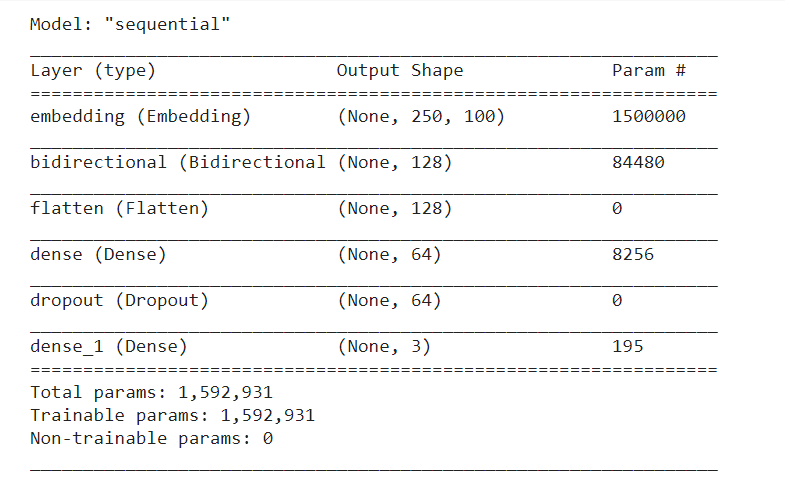 Model: "sequential"
_________________________________________________________________
Layer (type)                 Output Shape              Param #
=================================================================
embedding (Embedding)        (None, 250, 100)          1500000
_________________________________________________________________
bidirectional (Bidirectional (None, 128)               84480
_________________________________________________________________
flatten (Flatten)            (None, 128)               0
_________________________________________________________________
dense (Dense)                (None, 64)                8256
_________________________________________________________________
dropout (Dropout)            (None, 64)                0
_________________________________________________________________
dense_1 (Dense)              (None, 3)                 195
=================================================================
Total params: 1,592,931
Trainable params: 1,592,931
Non-trainable params: 0
_________________________________________________________________